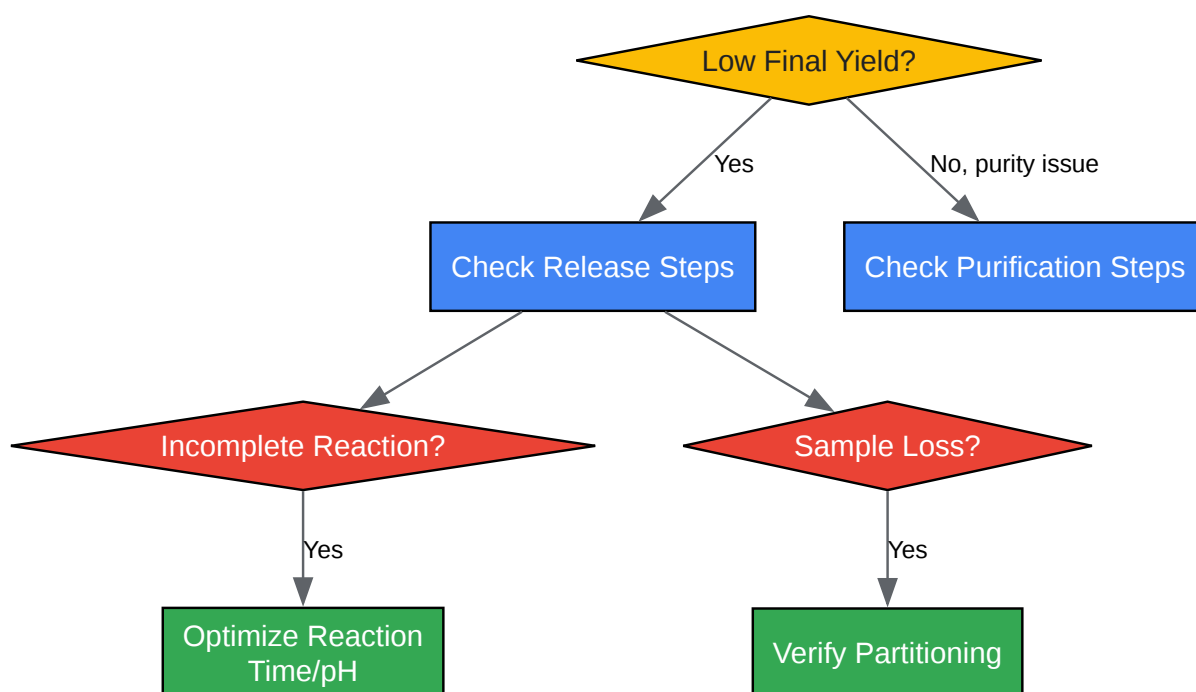 Low Final Yield?
Yes
No, purity issue
Check Release Steps
Check Purification Steps
Incomplete Reaction?
Sample Loss?
Yes
Yes
Optimize Reaction
Time/pH
Verify Partitioning